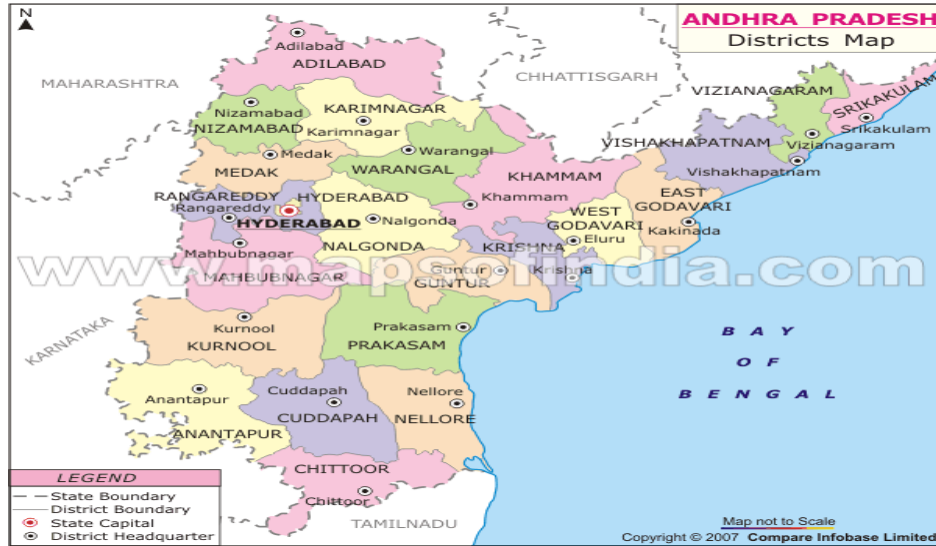 N
ANDHRA PRADESH
Districts Map
Adilabad
ADILABAD
MAHARASHTRA
CHHATTISGARH
VIZIANAGARAM
SRIKAKULAM
Srikakulam
Nizamabad
NIZAMABAD
KARIMNAGAR
Karimnagar
VISHAKHAPATNAM
Vizianagaram
Vishakhapatnam
Medak
MEDAK
Warangal
WARANGAL
KHAMMAM
Khammam
EAST
GODAVARI
Kakinada
RANGAREDDY
Rangareddy
HYDERABAD
HYDERABAD
Nalgonda
NALGONDA
WEST
GODAVARI
Eluru
KRISHNA
Krishna
Mahbubnagar
MAHBUBNAGAR
Guntur
GUNTUR
www.mapsofindia.com
KARNATAKA
Kurnool
KURNOOL
Prakasam
PRAKASAM
BAY
OF
BENGAL
Anantapur
ANANTAPUR
Cuddapah
CUDDAPAH
Nellore
NELLORE
CHITTOOR
Chittoor
TAMILNADU
LEGEND
State Boundary
District Boundary
State Capital
District Headquarter
Map not to Scale
Copyright © 2007 Compare Infobase Limited